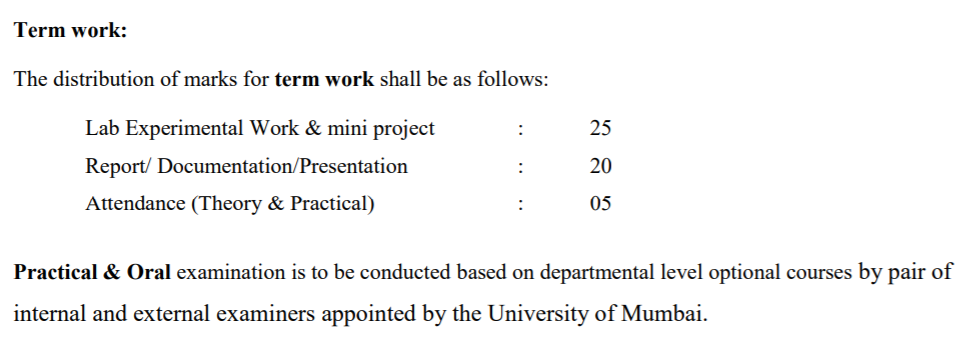 Term work:
The distribution of marks for term work shall be as follows:
Lab Experimental Work & mini project : 25
Report/ Documentation/Presentation : 20
Attendance (Theory & Practical) : 05
Practical & Oral examination is to be conducted based on departmental level optional courses by pair of
internal and external examiners appointed by the University of Mumbai.